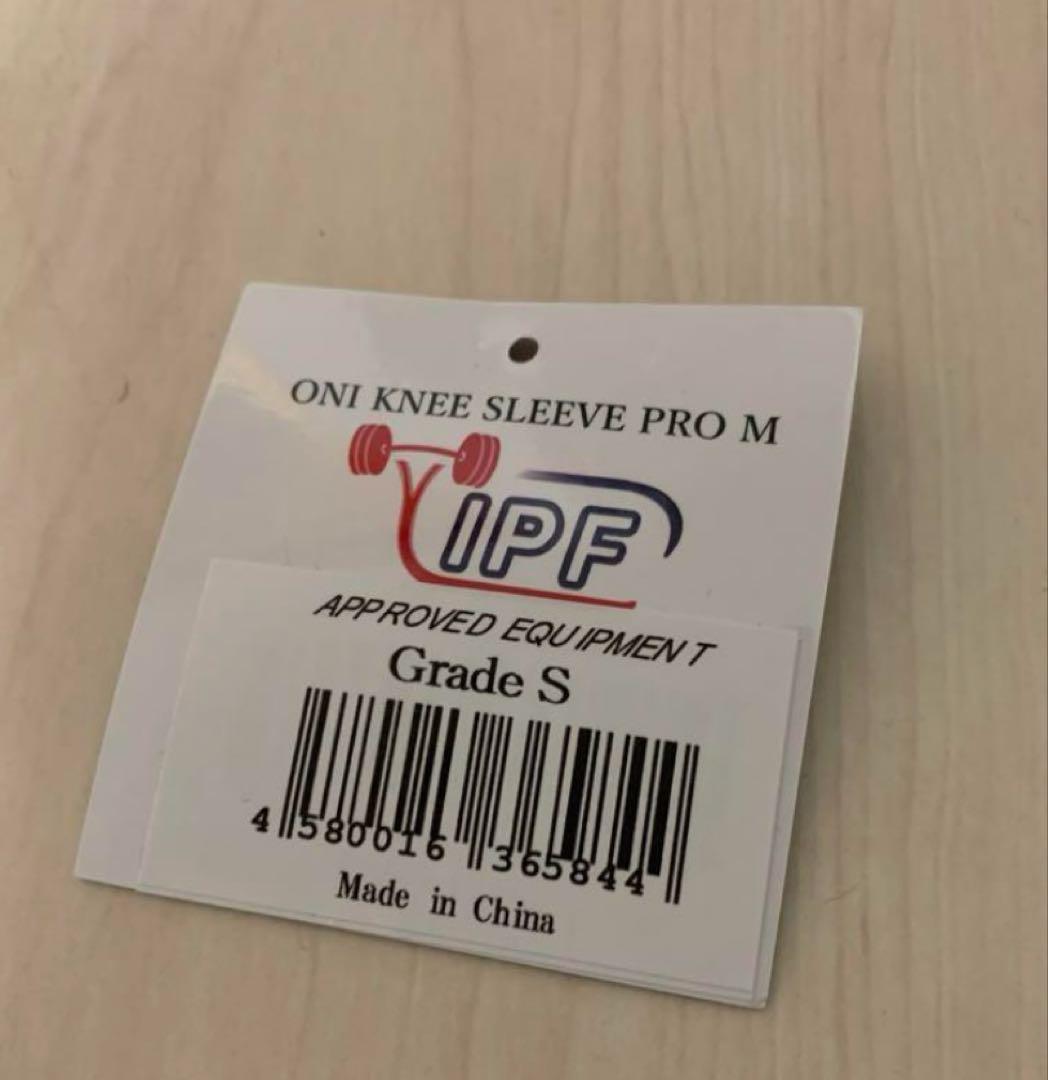 ONI KNEE SLEEVE PRO M
IPF
APPROVED EQUIPMENT
Grade S
4 580016 365844
Made in China